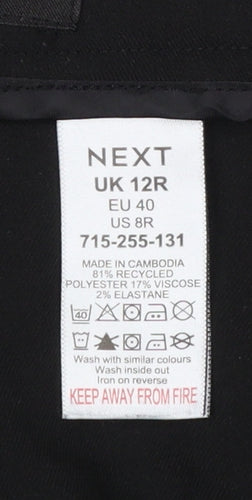 NEXT
UK 12R
EU 40
US 8R
715-255-131
MADE IN CAMBODIA
81% RECYCLED
POLYESTER 17% VISCOSE
2% ELASTANE
40
Wash with similar colours
Wash inside out
Iron on reverse
KEEP AWAY FROM FIRE